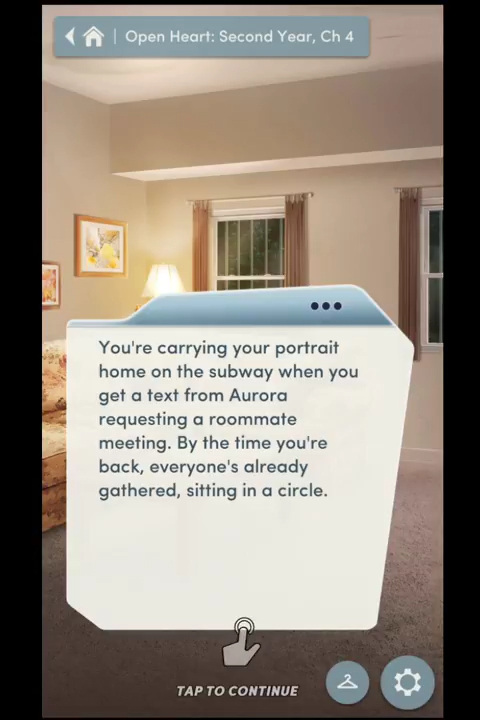 Open Heart: Second Year, Ch 4
You're carrying your portrait
home on the subway when you
get a text from Aurora
requesting a roommate
meeting. By the time you're
back, everyone's already
gathered, sitting in a circle.
TAP TO CONTINUE